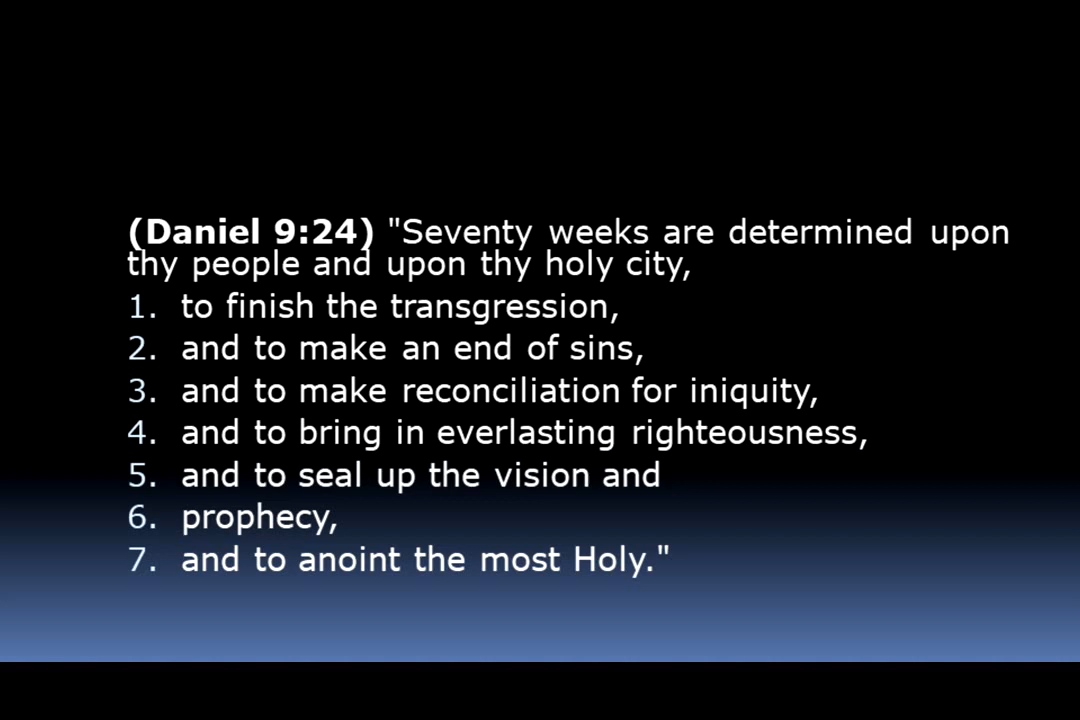 (Daniel 9:24) "Seventy weeks are determined upon
thy people and upon thy holy city,
1. to finish the transgression,
2. and to make an end of sins,
3. and to make reconciliation for iniquity,
4. and to bring in everlasting righteousness,
5. and to seal up the vision and
6. prophecy,
7. and to anoint the most Holy."